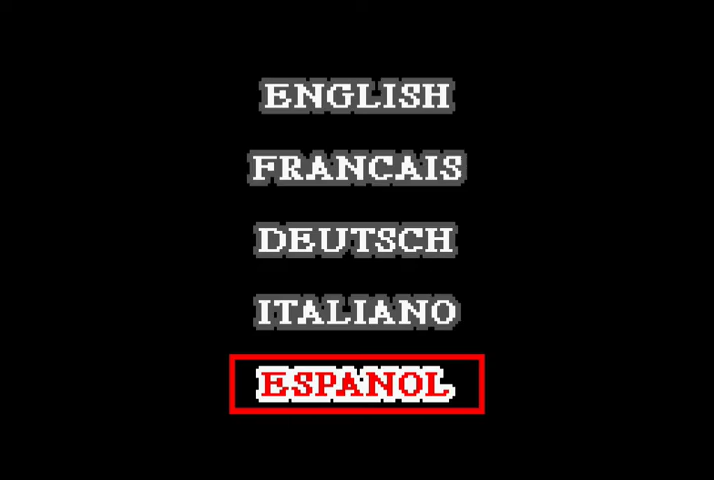 ENGLISH
FRANCAIS
DEUTSCH
ITALIANO
ESPANOL